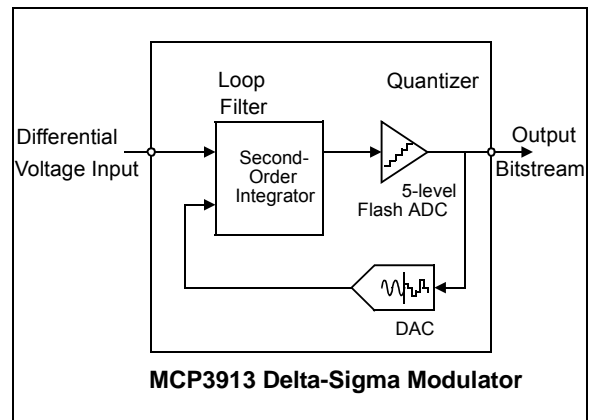 Loop
Filter
Quantizer
Differential
Voltage Input
Second-
Order
Integrator
Output
Bitstream
5-level
Flash ADC
DAC
MCP3913 Delta-Sigma Modulator